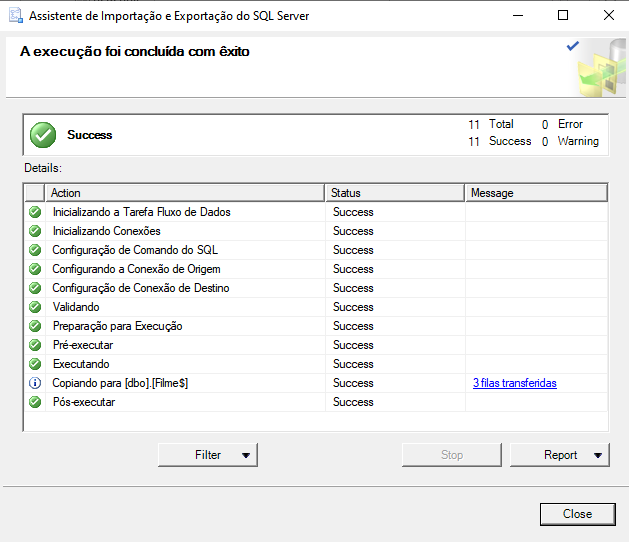 Assistente de Importação e Exportação do SQL Server
A execução foi concluída com êxito
Success
11 Total 0 Error
11 Success 0 Warning
Details:
Action Status Message
Inicializando a Tarefa Fluxo de Dados Success
Inicializando Conexões Success
Configuração de Comando do SQL Success
Configurando a Conexão de Origem Success
Configuração de Conexão de Destino Success
Validando Success
Preparação para Execução Success
Pré-executar Success
Executando Success
Copiando para [dbo].[Filme$] Success 3 filas transferidas
Pós-executar Success
Filter Stop Report
Close